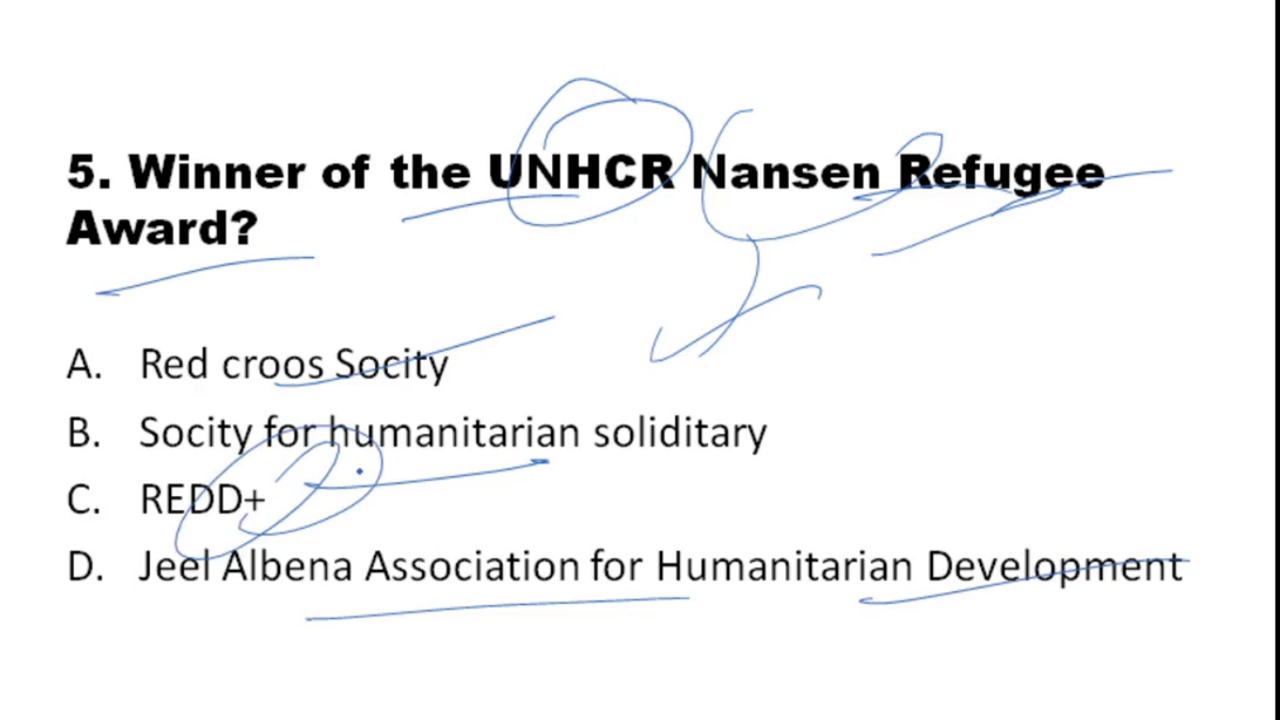 5. Winner of the UNHCR Nansen Refugee
Award?
A. Red croos Socity
B. Socity for humanitarian soliditary
C. REDD+
D. Jeel Albena Association for Humanitarian Development